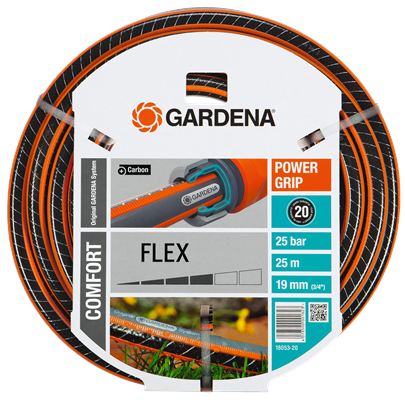 GARDENA
Original GARDENA System
Carbon
GARDENA
POWER
GRIP
20
COMFORT
FLEX
25 bar
25 m
19 mm (3/4")
18053-20